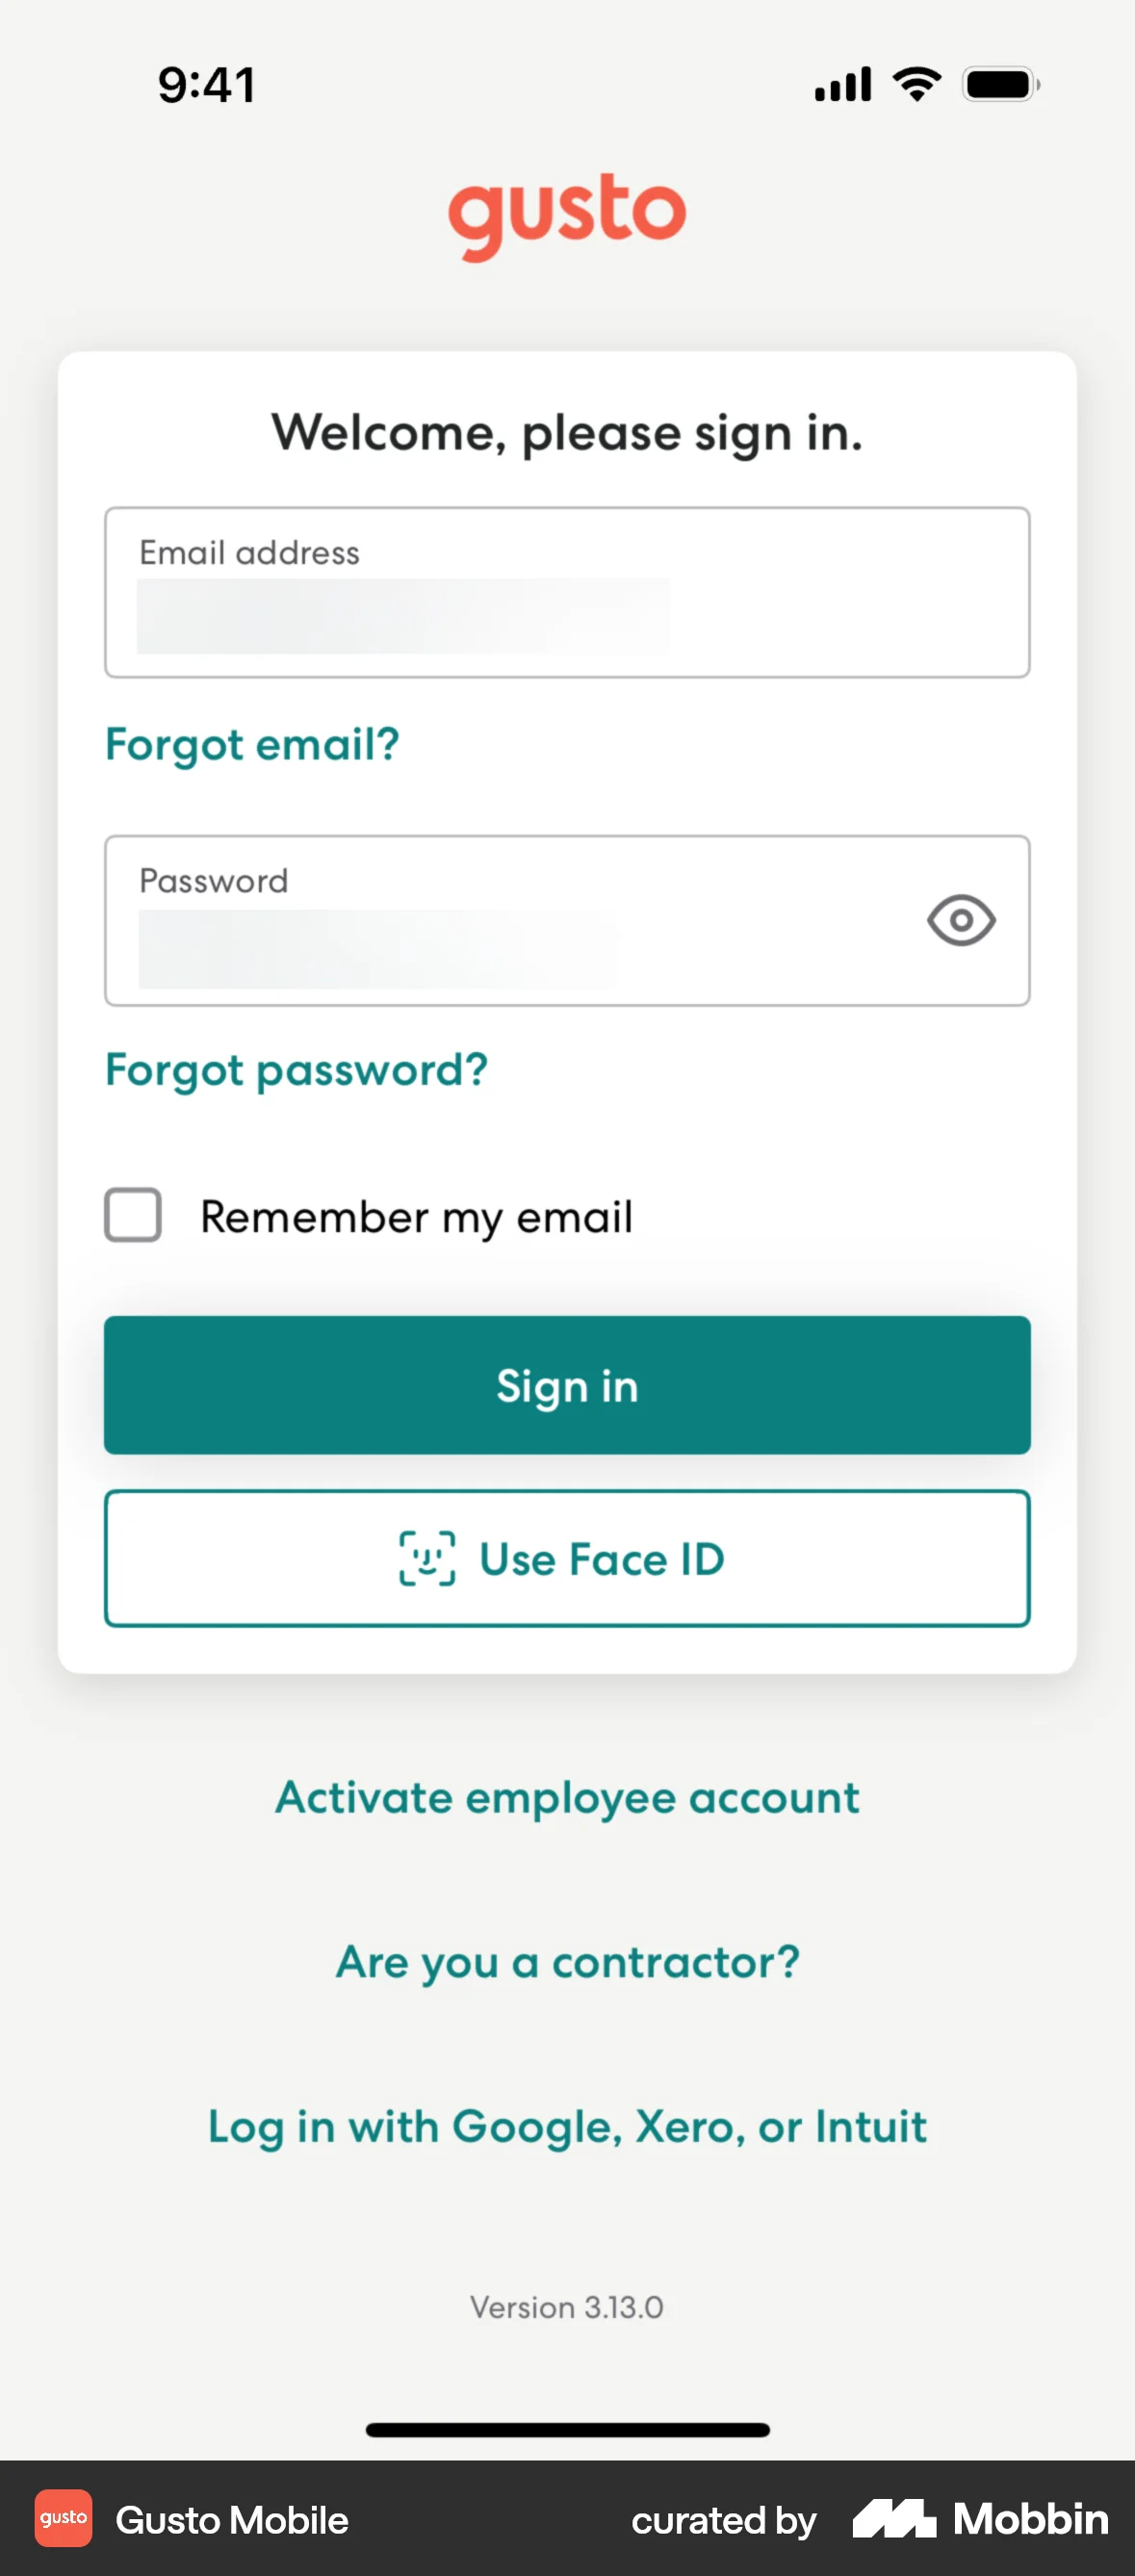 9:41
gusto
Welcome, please sign in.
Email address
Forgot email?
Password
Forgot password?
Remember my email
Sign in
Use Face ID
Activate employee account
Are you a contractor?
Log in with Google, Xero, or Intuit
Version 3.13.0
gusto Gusto Mobile curated by Mobbin